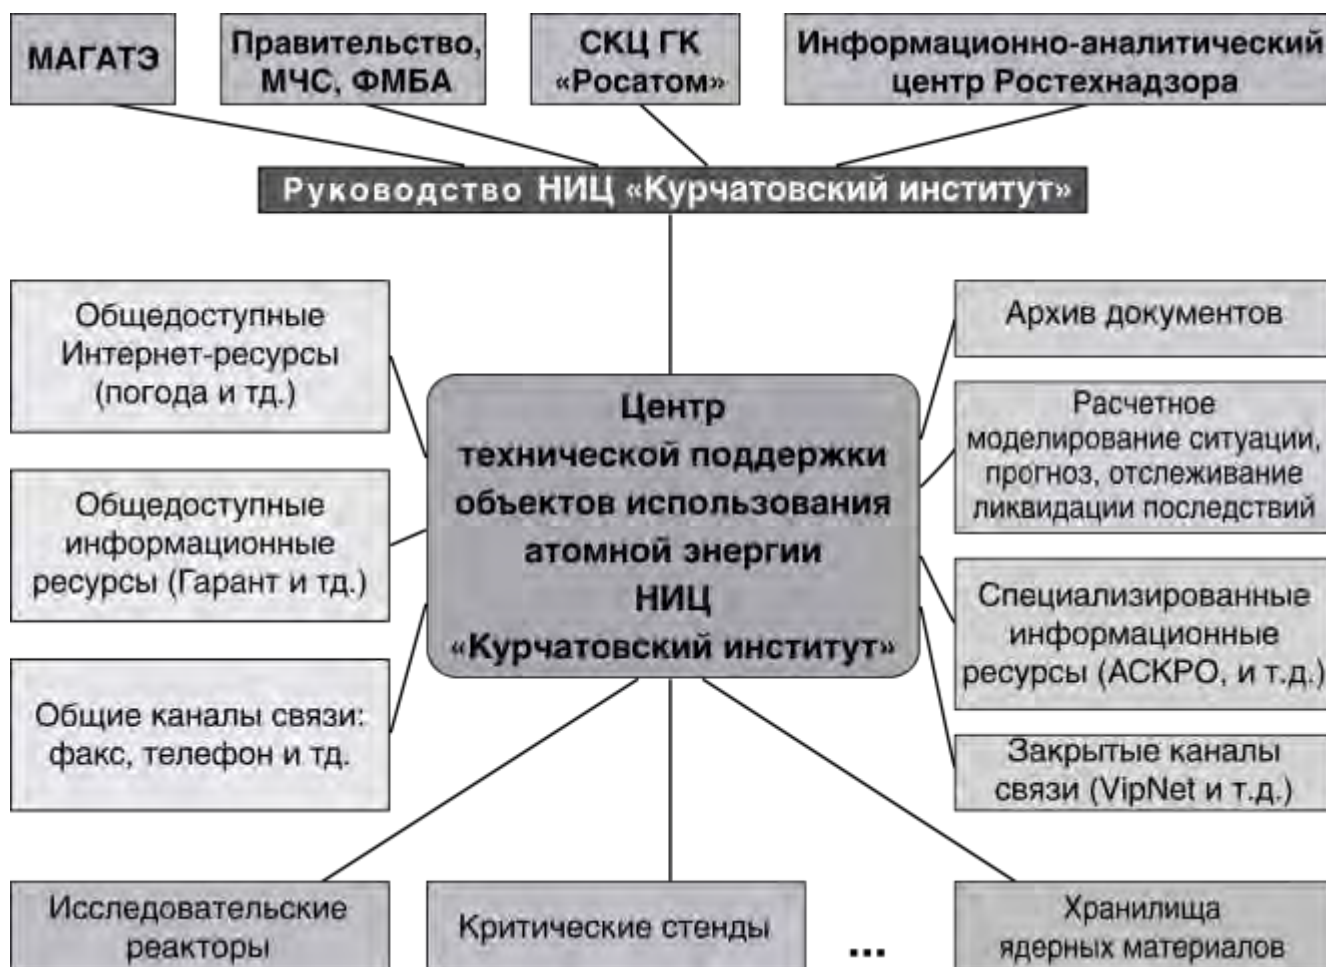 МАГАТЭ
Правительство,
МЧС, ФМБА
СКЦ ГК
«Росатом»
Информационно-аналитический
центр Ростехнадзора
Руководство НИЦ «Курчатовский институт»
Общедоступные
Интернет-ресурсы
(погода и тд.)
Общедоступные
информационные
ресурсы (Гарант и тд.)
Общие каналы связи:
факс, телефон и тд.
Центр
технической поддержки
объектов использования
атомной энергии
НИЦ
«Курчатовский институт»
Архив документов
Расчетное
моделирование ситуации,
прогноз, отслеживание
ликвидации последствий
Специализированные
информационные
ресурсы (АСКРО, и т.д.)
Закрытые каналы
связи (VipNet и т.д.)
Исследовательские
реакторы
Критические стенды
...
Хранилища
ядерных материалов